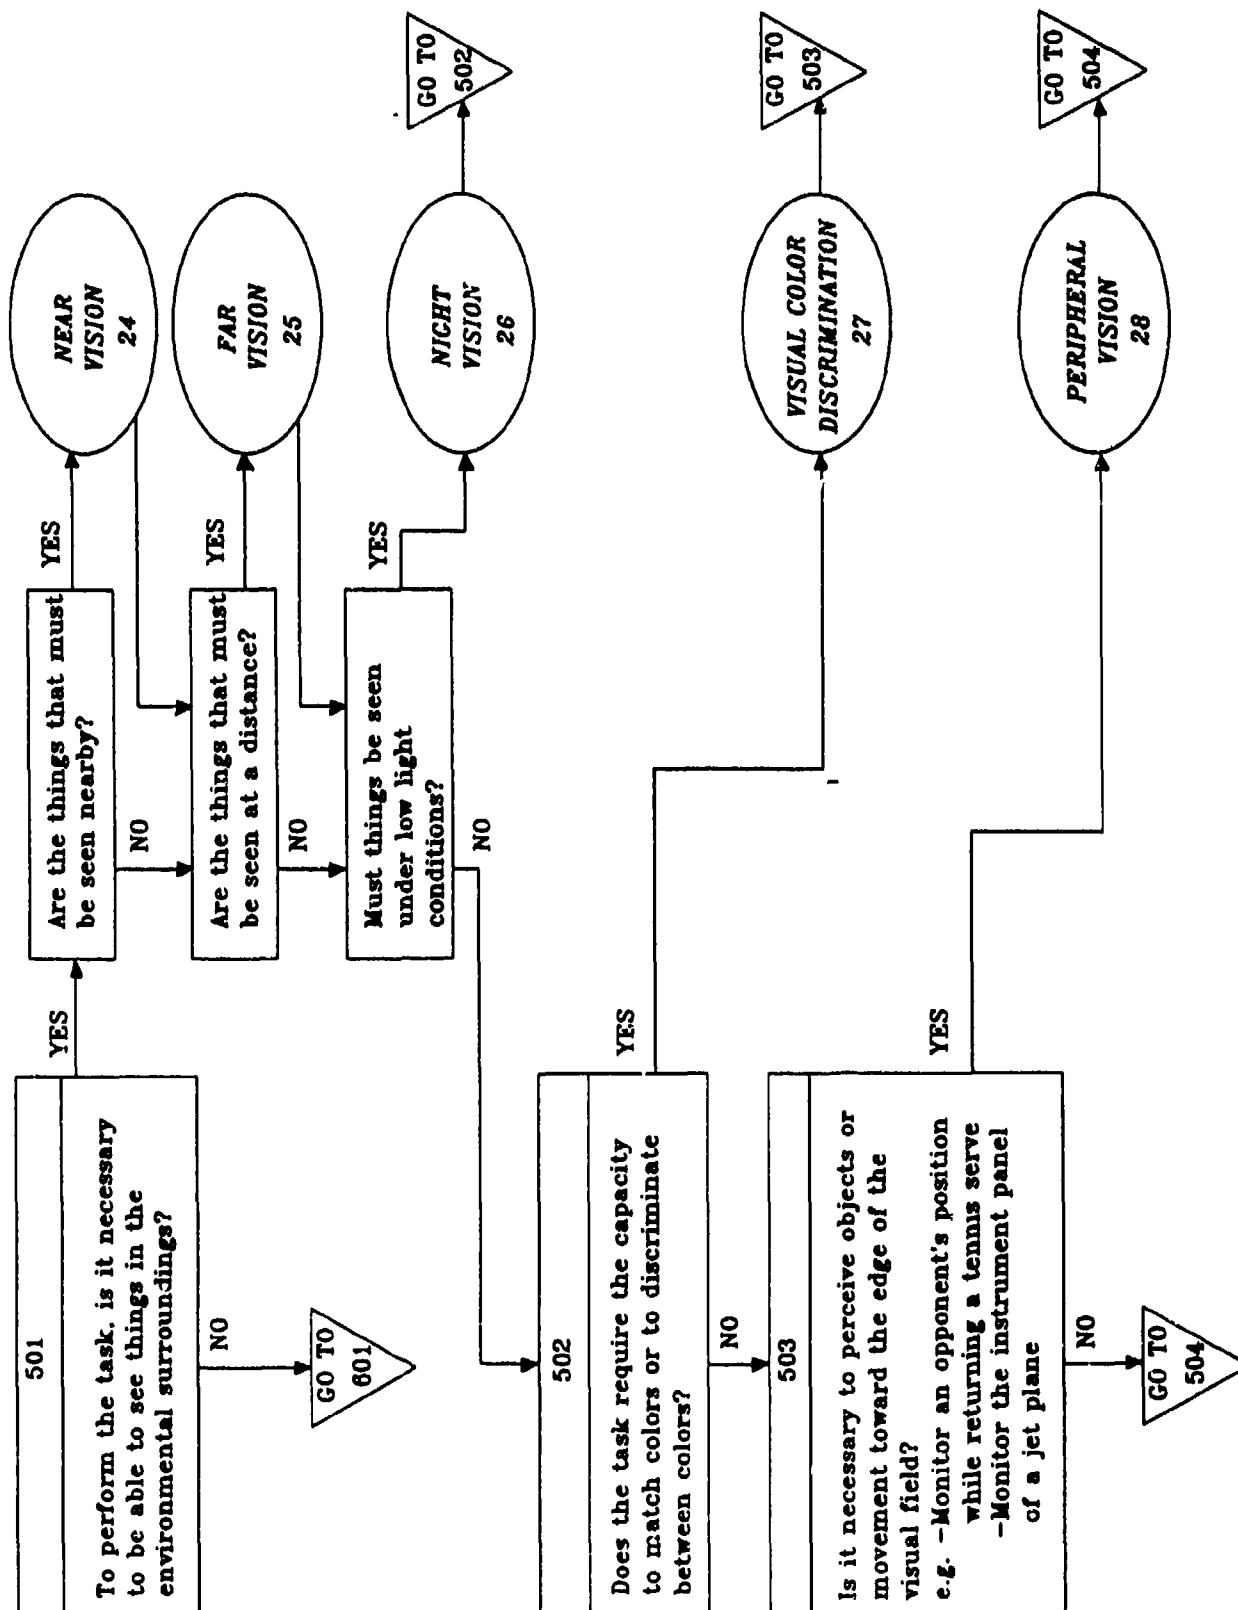 501
To perform the task, is it necessary
to be able to see things in the
environmental surroundings?
YES
NO
GO TO
601
Are the things that must
be seen nearby?
YES
NO
NEAR
VISION
24
Are the things that must
be seen at a distance?
YES
NO
FAR
VISION
25
Must things be seen
under low light
conditions?
YES
NO
NIGHT
VISION
26
GO TO
502
502
Does the task require the capacity
to match colors or to discriminate
between colors?
YES
NO
VISUAL COLOR
DISCRIMINATION
27
GO TO
503
503
Is it necessary to perceive objects or
movement toward the edge of the
visual field?
e.g. -Monitor an opponent's position
while returning a tennis serve
-Monitor the instrument panel
of a jet plane
YES
NO
GO TO
504
PERIPHERAL
VISION
28
GO TO
504